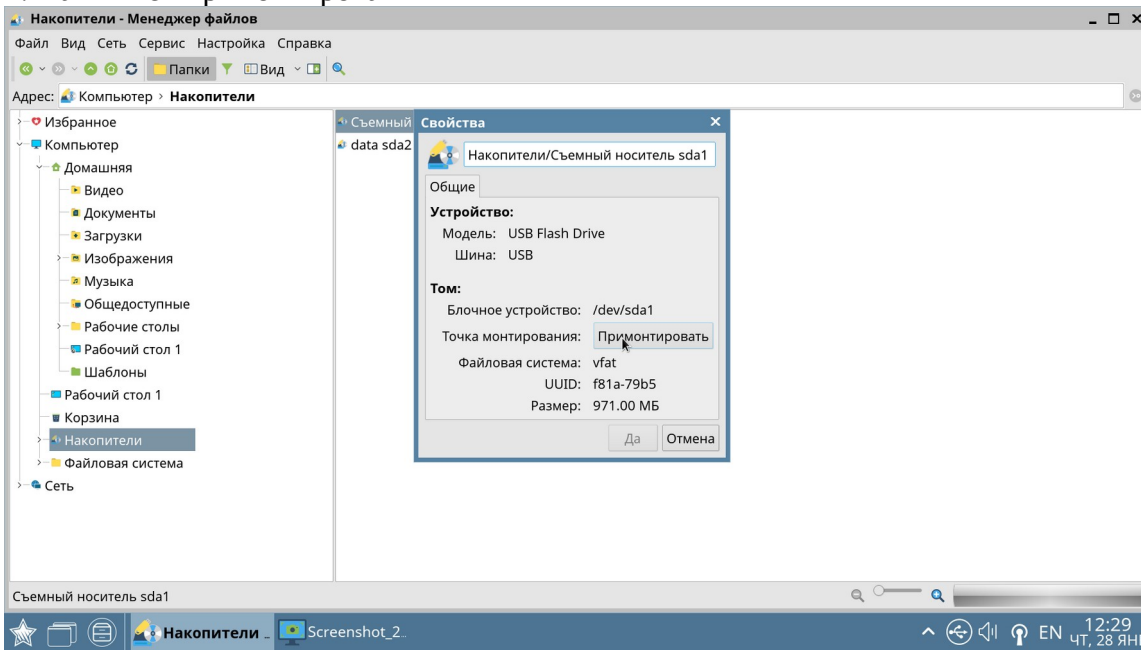 Накопители - Менеджер файлов
Файл Вид Сеть Сервис Настройка Справка
Папки Вид
Адрес: Компьютер > Накопители
Избранное
Компьютер
Домашняя
Видео
Документы
Загрузки
Изображения
Музыка
Общедоступные
Рабочие столы
Рабочий стол 1
Шаблоны
Рабочий стол 1
Корзина
Накопители
Файловая система
Сеть
Съемный
data sda2
Свойства
Накопители/Съемный носитель sda1
Общие
Устройство:
Модель: USB Flash Drive
Шина: USB
Том:
Блочное устройство: /dev/sda1
Точка монтирования: Примонтировать
Файловая система: vfat
UUID: f81a-79b5
Размер: 971.00 МБ
Да Отмена
Съемный носитель sda1
Накопители _ Screenshot_2.. EN 12:29
ЧТ, 28 ЯН